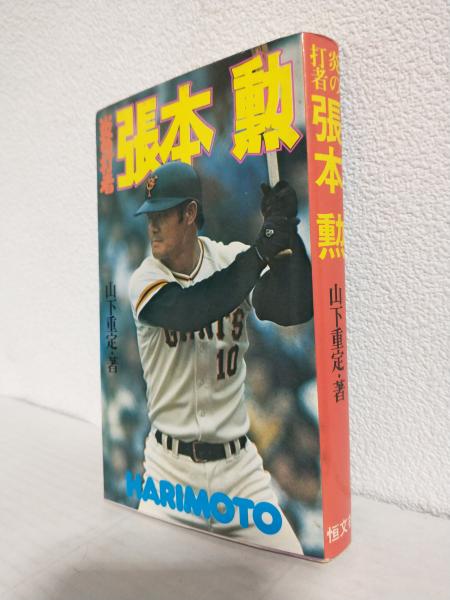 炎の打者
張本 勲
山下重定・著
GIANTS
10
HARIMOTO
炎の
打者
張本 勲
山下重定・著
恒文